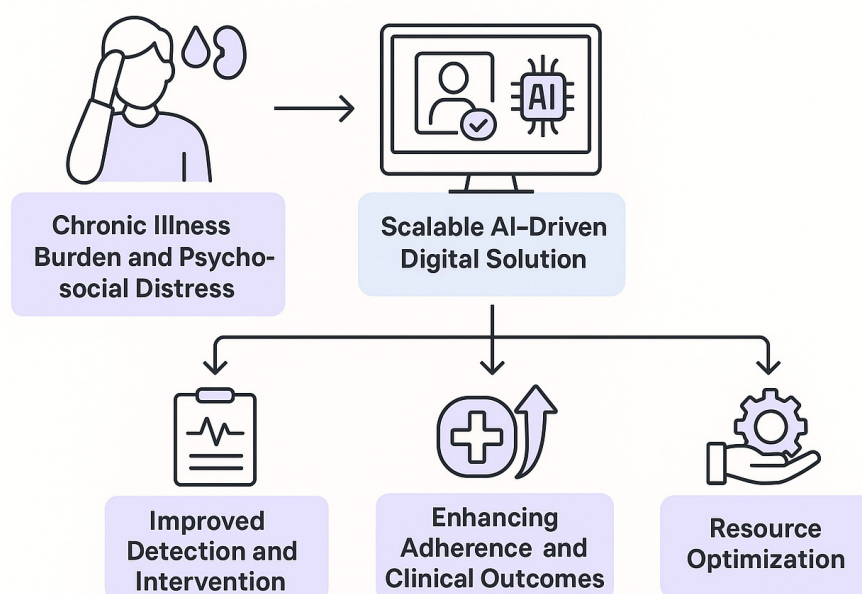 AI
Chronic Illness
Burden and Psycho-
social Distress
Scalable AI-Driven
Digital Solution
Improved
Detection and
Intervention
Enhancing
Adherence and
Clinical Outcomes
Resource
Optimization